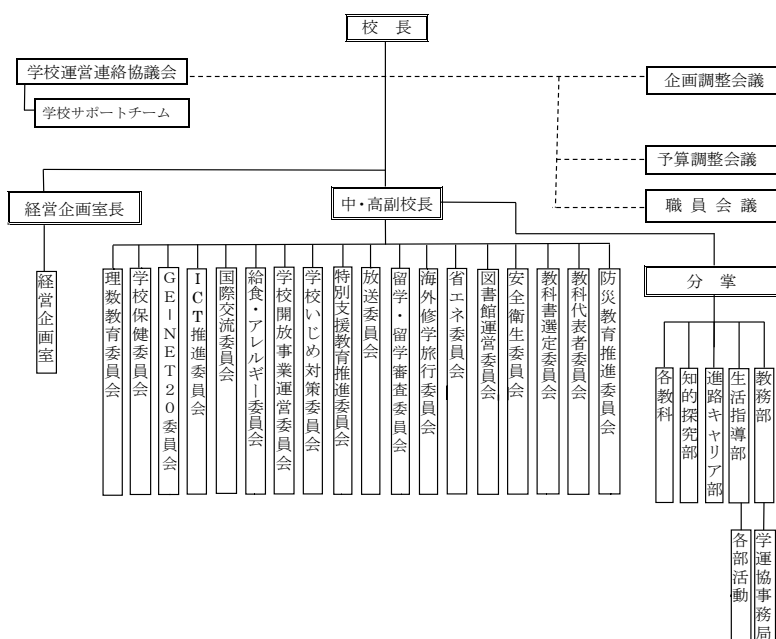 校長
学校運営連絡協議会
企画調整会議
学校サポートチーム
予算調整会議
経営企画室長
中・高副校長
職員会議
分掌
経営企画室
理数教育委員会
学校保健委員会
GE-NET20委員会
ICT推進委員会
国際交流委員会
給食・アレルギー委員会
学校開放事業運営委員会
学校いじめ対策委員会
特別支援教育推進委員会
放送委員会
留学・留学審査委員会
海外修学旅行委員会
省エネ委員会
図書館運営委員会
安全衛生委員会
教科書選定委員会
教科代表者委員会
防災教育推進委員会
各教科
知的探究部
進路キャリア部
生活指導部
教務部
各部活動
学運協事務局